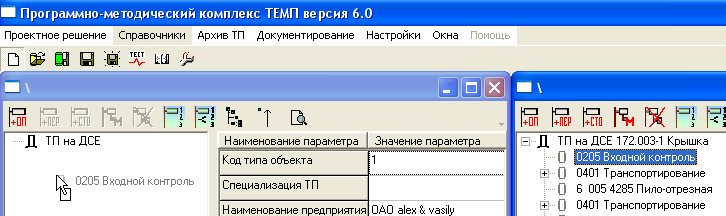 Программно-методический комплекс ТЕМП версия 6.0
Проектное решение Справочники Архив ТП Документирование Настройки Окна Помощь
ТЕСТ
\
\
+ОП +ПЕР +СТО
+ОП +ПЕР +СТО
Д ТП на ДСЕ
0205 Входной контроль
Наименование параметра Значение параметра
Код типа объекта 1
Специализация ТП
Наименование предприятия ОАО alex & vasily
Д ТП на ДСЕ 172.003-1 Крышка
0205 Входной контроль
0401 Транспортирование
6 005 4285 Пило-отрезная
0401 Транспортирование